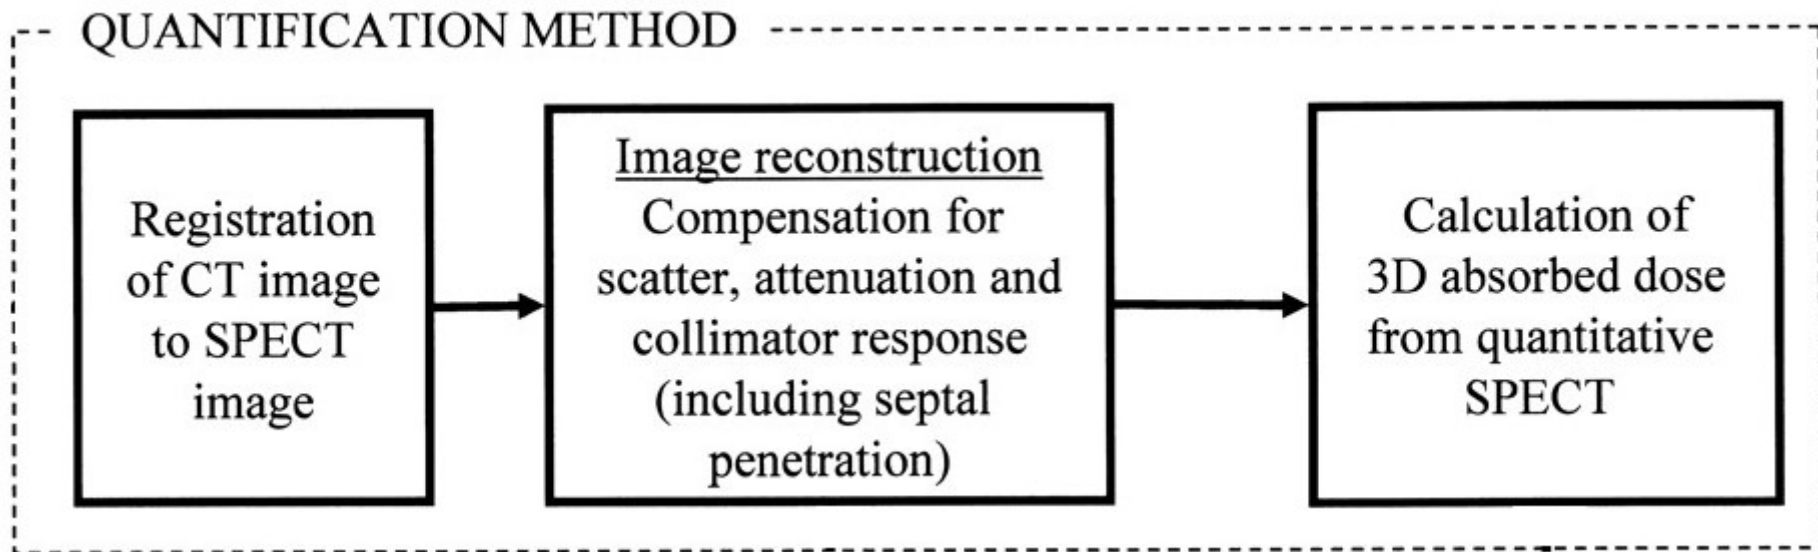 QUANTIFICATION METHOD
Registration
of CT image
to SPECT
image
Image reconstruction
Compensation for
scatter, attenuation and
collimator response
(including septal
penetration)
Calculation of
3D absorbed dose
from quantitative
SPECT